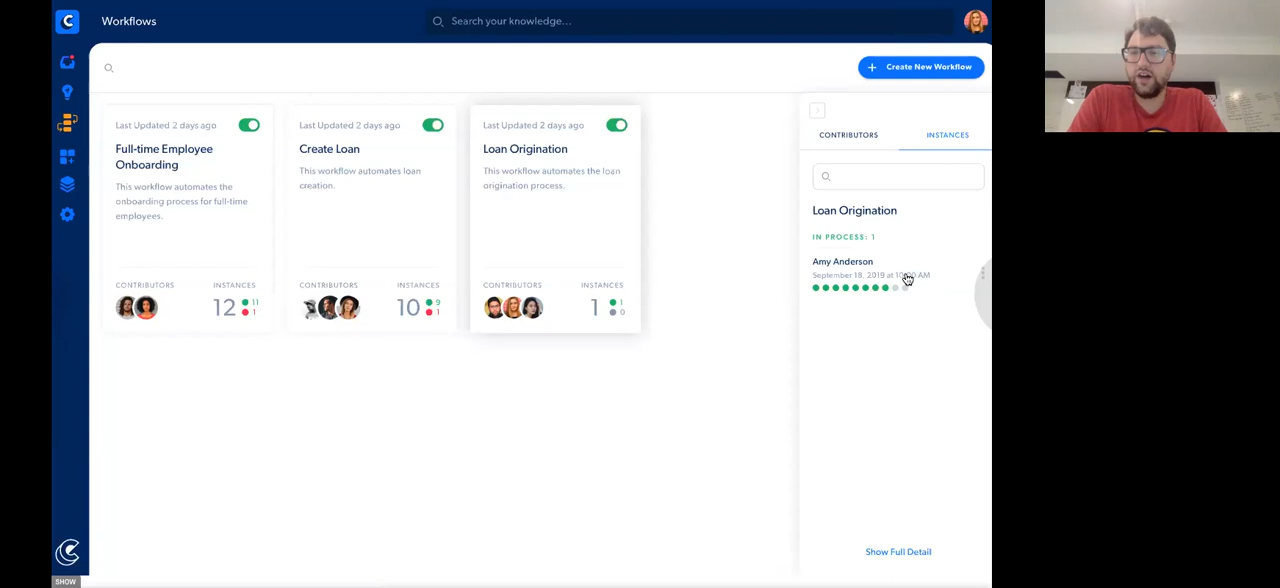 Workflows
Search your knowledge...
Create New Workflow
Last Updated 2 days ago
Full-time Employee
Onboarding
This workflow automates the
onboarding process for full-time
employees.
CONTRIBUTORS
INSTANCES
12
11
1
Last Updated 2 days ago
Create Loan
This workflow automates loan
creation.
CONTRIBUTORS
INSTANCES
10
9
1
Last Updated 2 days ago
Loan Origination
This workflow automates the loan
origination process.
CONTRIBUTORS
INSTANCES
1
1
0
CONTRIBUTORS
INSTANCES
Loan Origination
IN PROCESS: 1
Amy Anderson
September 18, 2019 at AM
Show Full Detail
SHOW